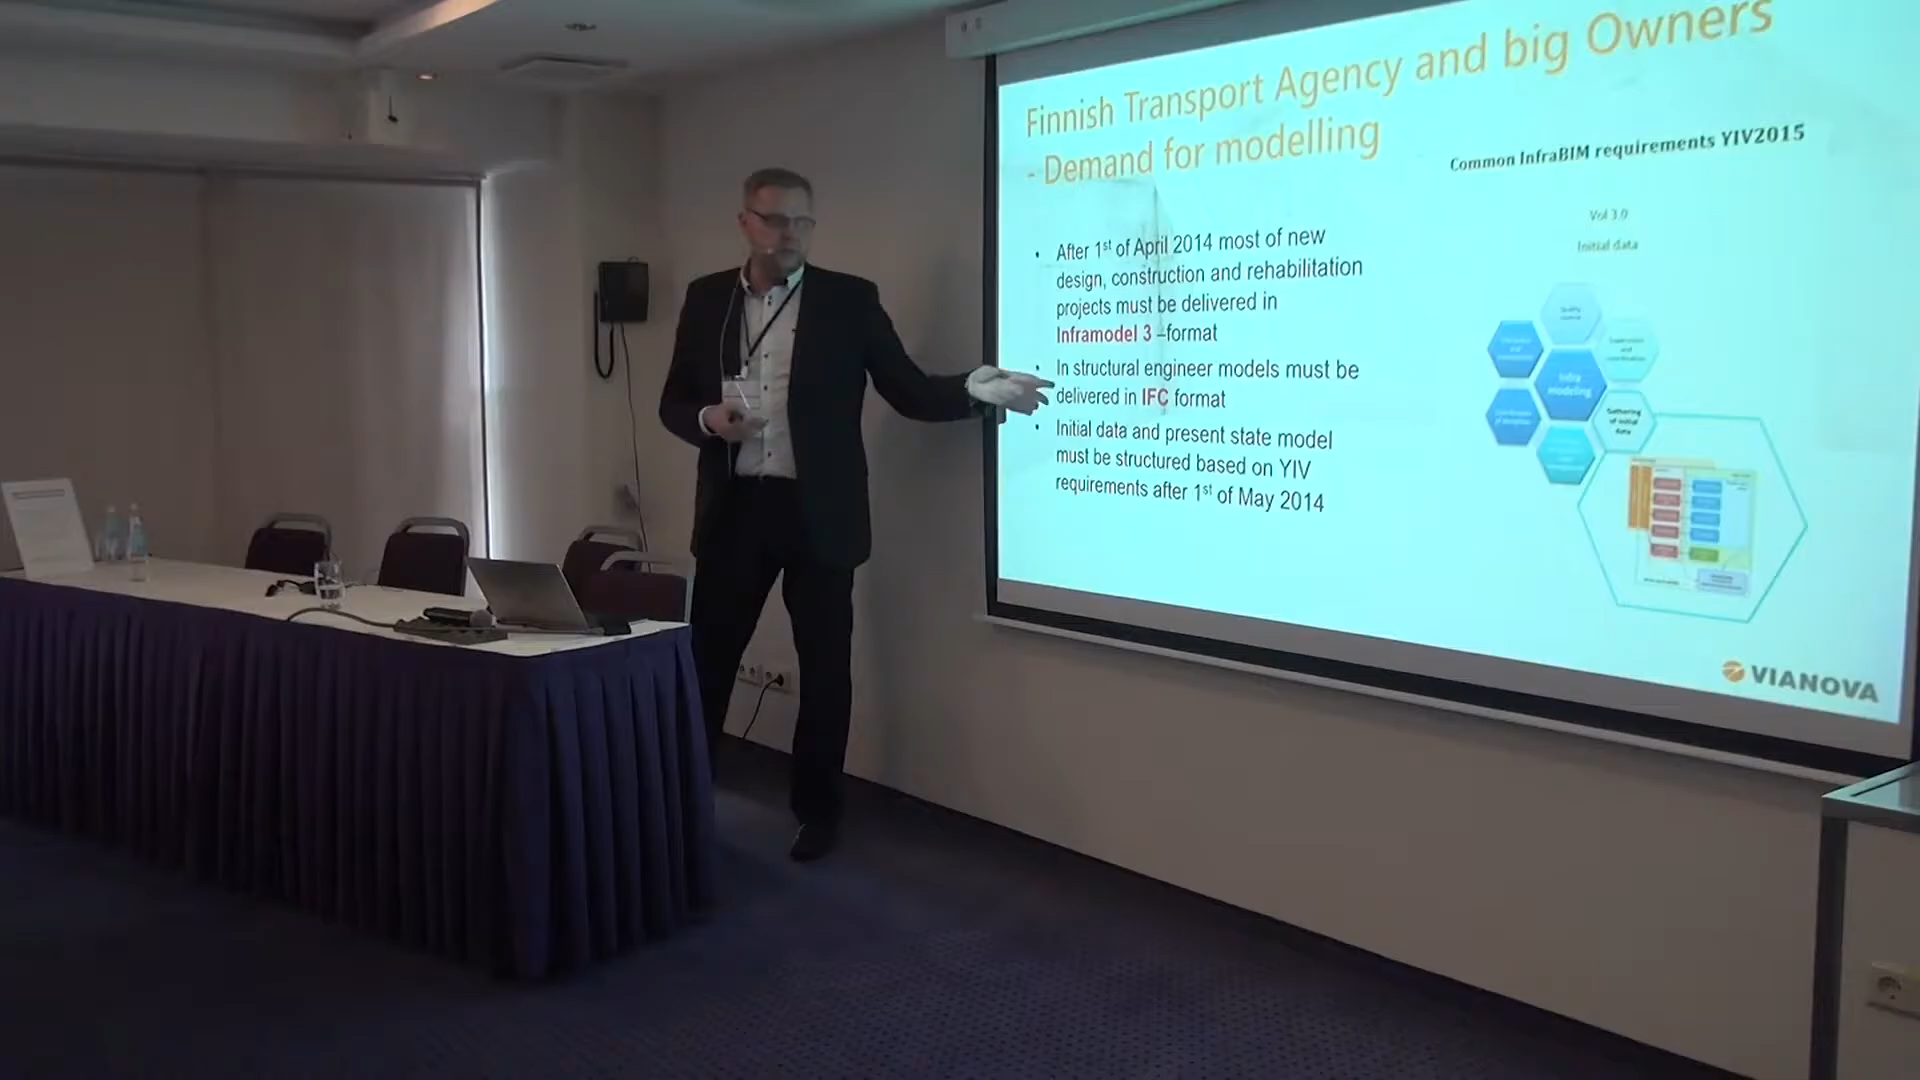 Finnish Transport Agency and big Owners
- Demand for modelling
Common InfraBIM requirements YIV2015
Vol 3.0
Initial data
• After 1st of April 2014 most of new
design, construction and rehabilitation
projects must be delivered in
Inframodel 3 –format
• In structural engineer models must be
delivered in IFC format
• Initial data and present state model
must be structured based on YIV
requirements after 1st of May 2014
Infra
modeling
Gathering
of initial
data
VIANOVA